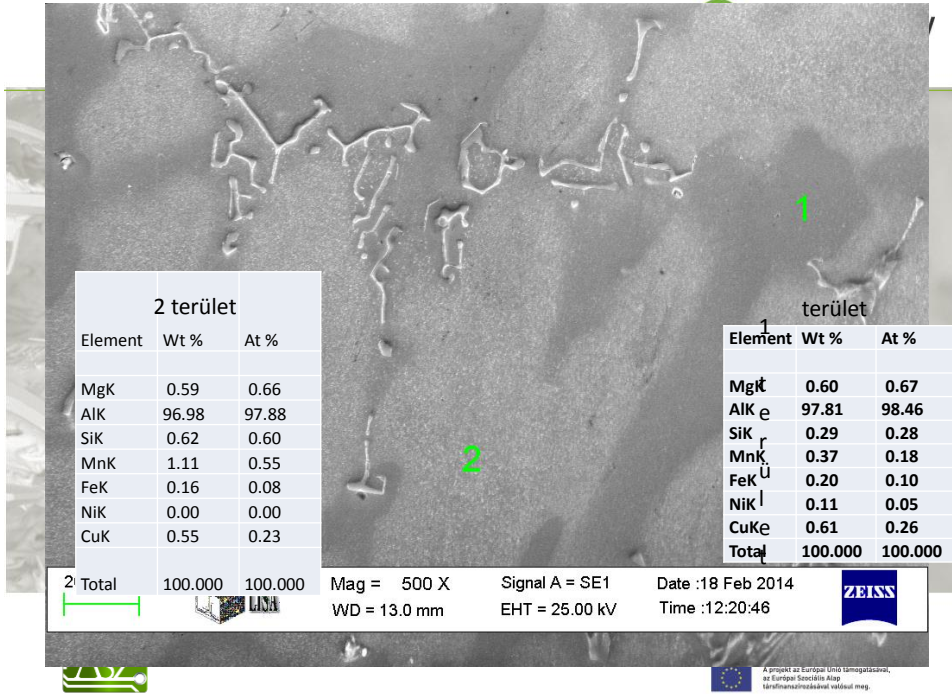 1
2
2 terület
Element Wt % At %
MgK 0.59 0.66
AlK 96.98 97.88
SiK 0.62 0.60
MnK 1.11 0.55
FeK 0.16 0.08
NiK 0.00 0.00
CuK 0.55 0.23
Total 100.000 100.000
terület
1 terület
Element Wt % At %
MgK 0.60 0.67
AlK 97.81 98.46
SiK 0.29 0.28
MnK 0.37 0.18
FeK 0.20 0.10
NiK 0.11 0.05
CuK 0.61 0.26
Total 100.000 100.000
Mag = 500 X Signal A = SE1 Date :18 Feb 2014
WD = 13.0 mm EHT = 25.00 kV Time :12:20:46
ZEISS
LISA
A projekt az Európai Unió támogatásával,
az Európai Szociális Alap
társfinanszírozásával valósul meg.